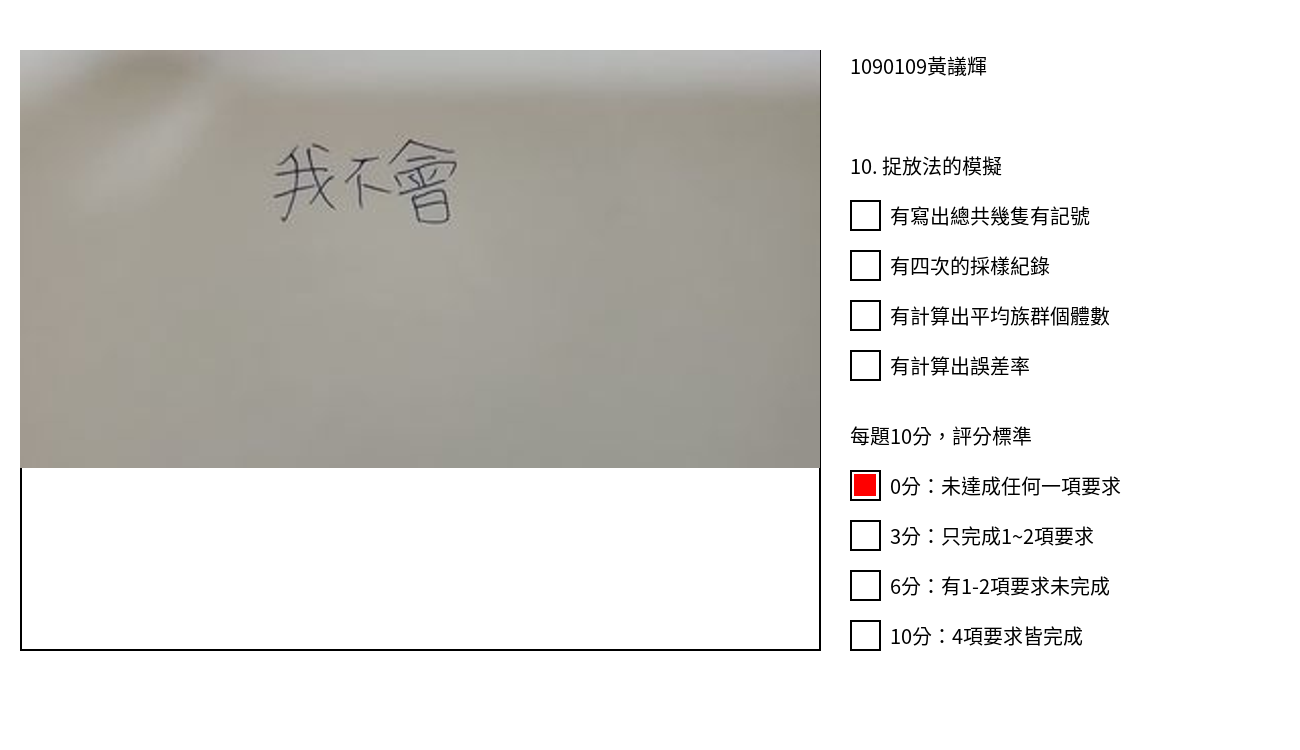 我不會
1090109黃議輝
10. 捉放法的模擬
有寫出總共幾隻有記號
有四次的採樣紀錄
有計算出平均族群個體數
有計算出誤差率
每題10分，評分標準
0分：未達成任何一項要求
3分：只完成1~2項要求
6分：有1-2項要求未完成
10分：4項要求皆完成